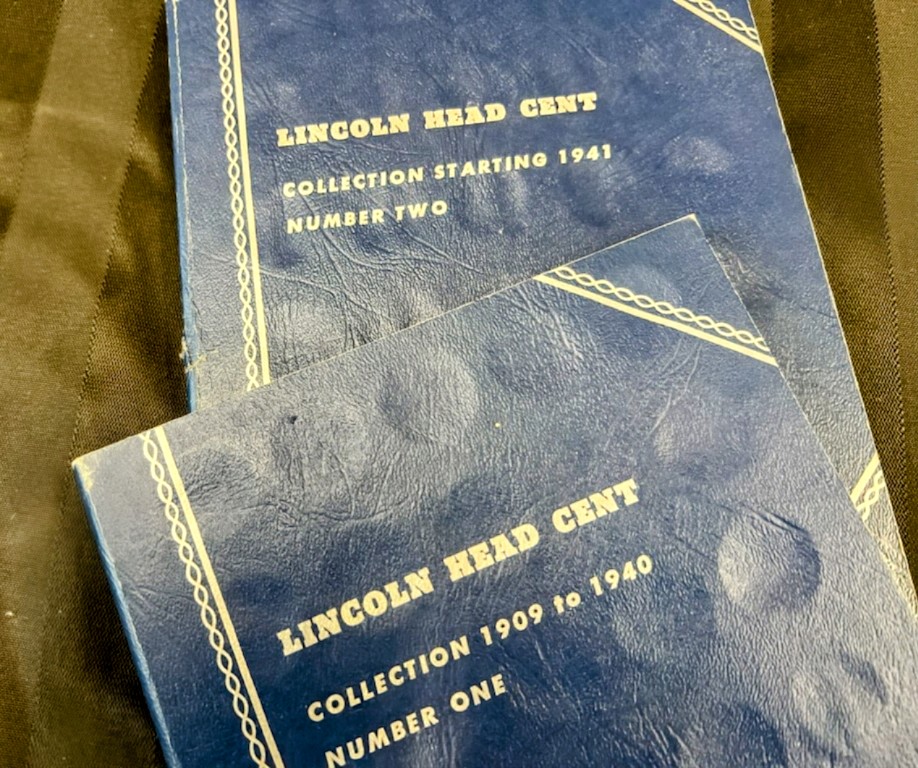 LINCOLN HEAD CENT
COLLECTION STARTING 1941
NUMBER TWO
LINCOLN HEAD CENT
COLLECTION 1909 to 1940
NUMBER ONE